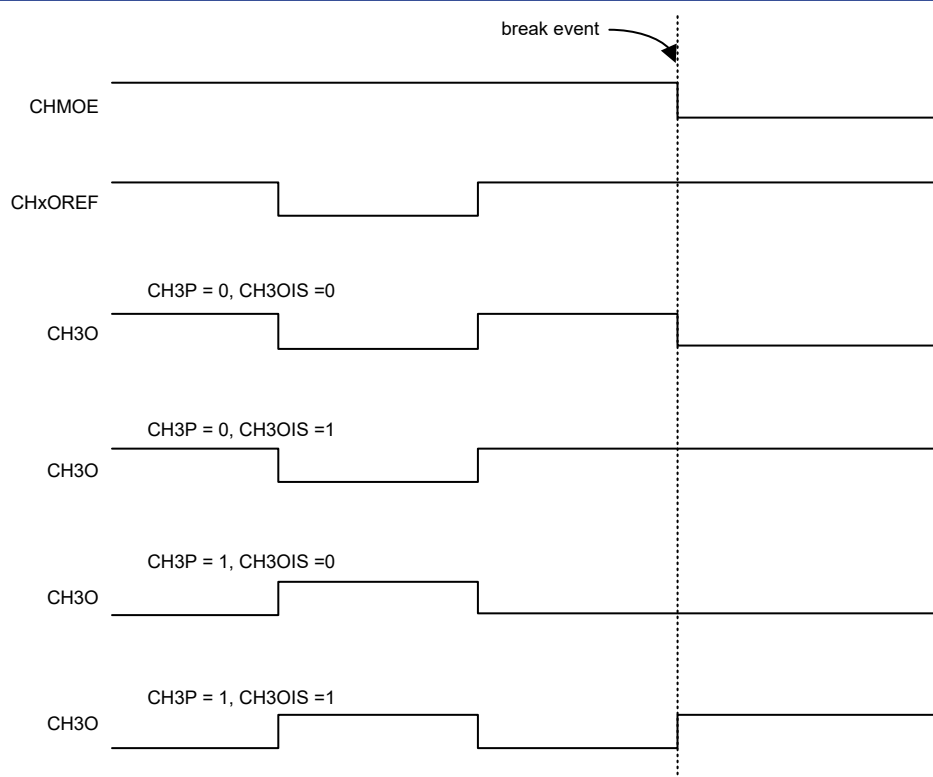 break event
CHMOE
CHxOREF
CH3P = 0, CH3OIS =0
CH3O
CH3P = 0, CH3OIS =1
CH3O
CH3P = 1, CH3OIS =0
CH3O
CH3P = 1, CH3OIS =1
CH3O